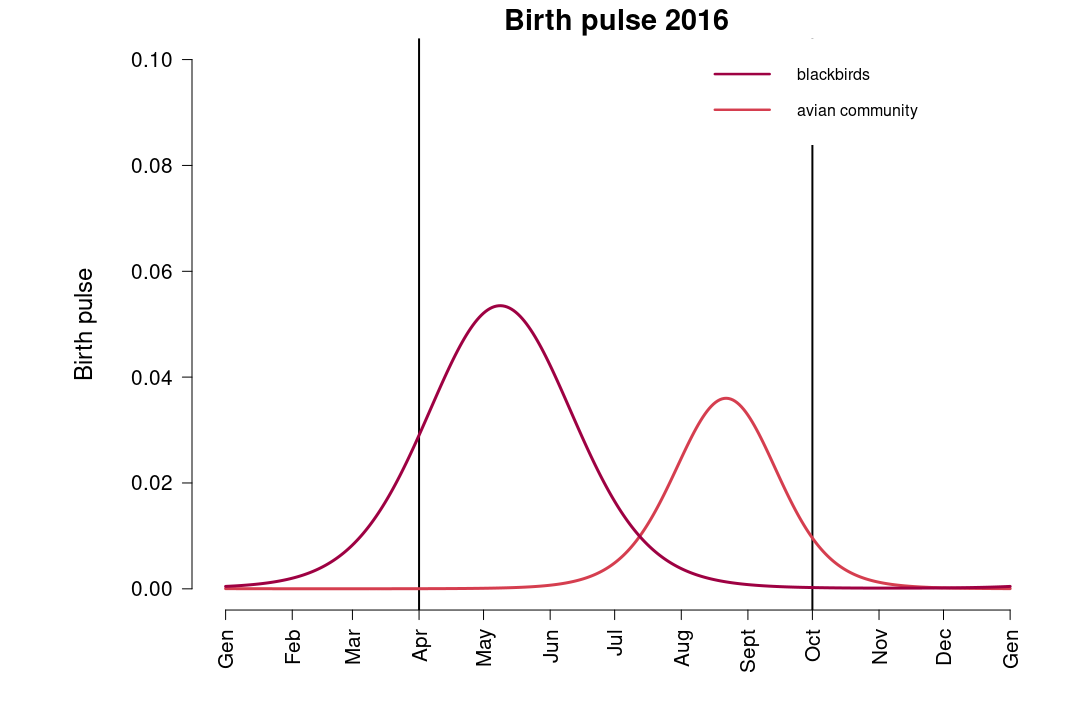 Birth pulse 2016
blackbirds
avian community
Birth pulse
0.10
0.08
0.06
0.04
0.02
0.00
Gen
Feb
Mar
Apr
May
Jun
Jul
Aug
Sept
Oct
Nov
Dec
Gen